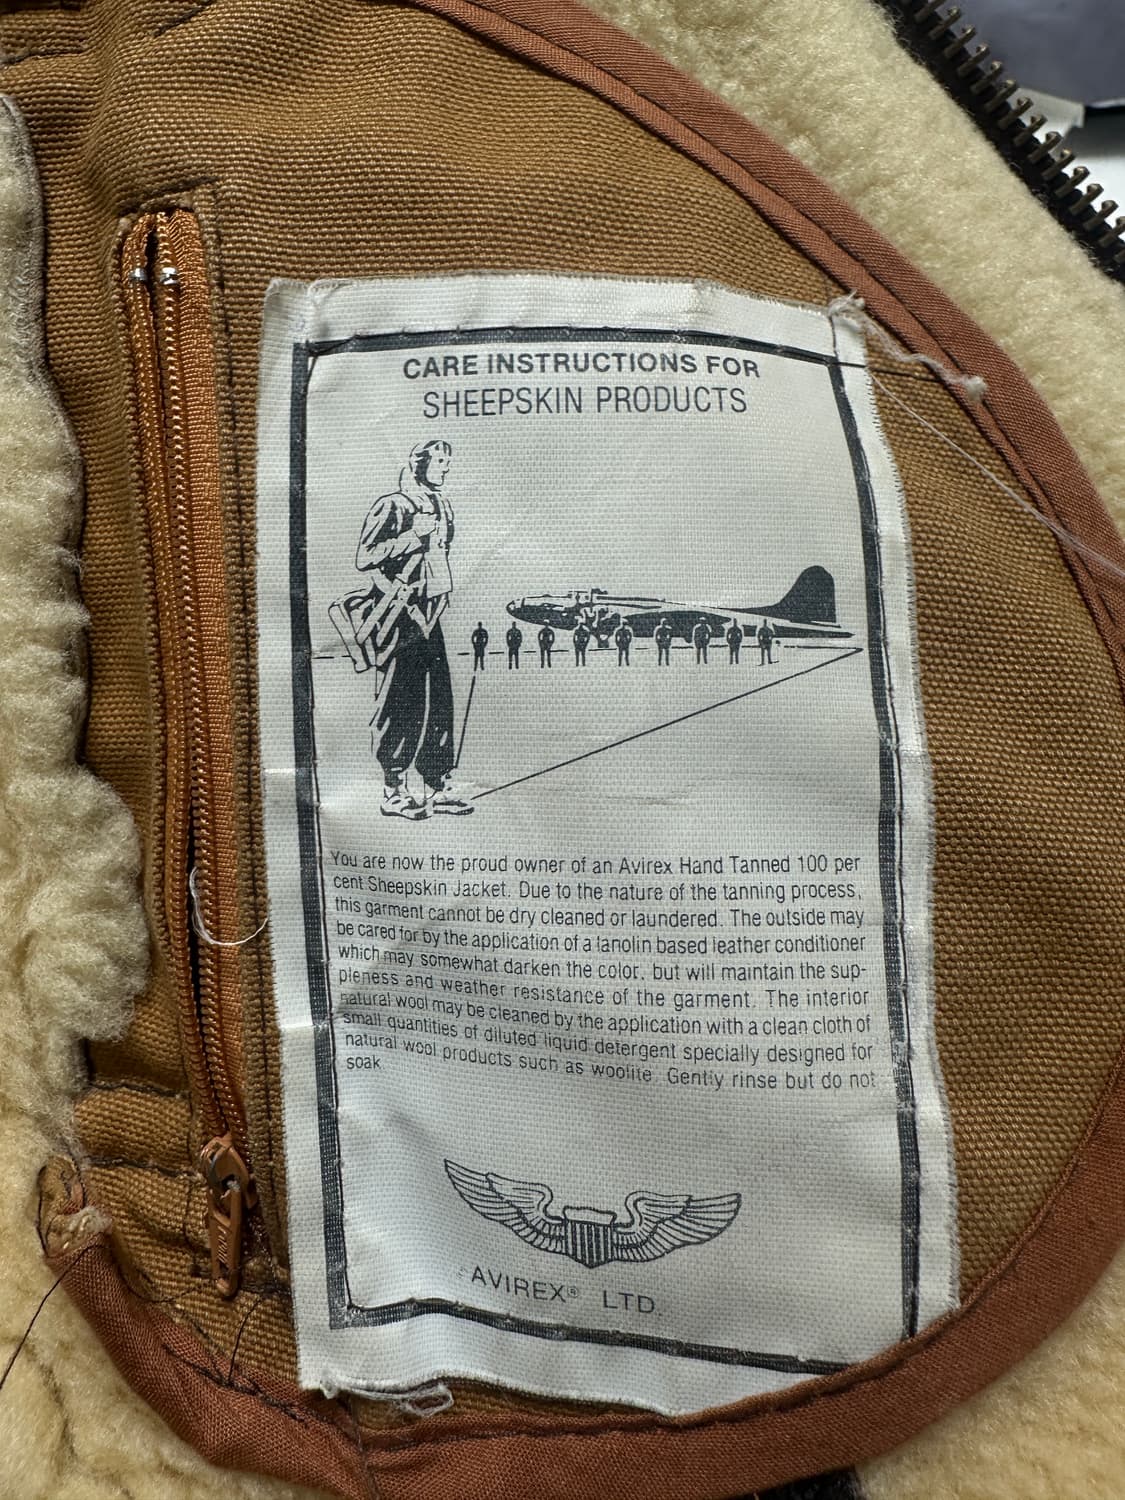 CARE INSTRUCTIONS FOR
SHEEPSKIN PRODUCTS
You are now the proud owner of an Avirex Hand Tanned 100 per
cent Sheepskin Jacket. Due to the nature of the tanning process,
this garment cannot be dry cleaned or laundered. The outside may
be cared for by the application of a lanolin based leather conditioner
which may somewhat darken the color, but will maintain the sup-
pleness and weather resistance of the garment. The interior
natural wool may be cleaned by the application with a clean cloth of
small quantities of diluted liquid detergent specially designed for
natural wool products such as woolite. Gently rinse but do not
soak
AVIREX® LTD.